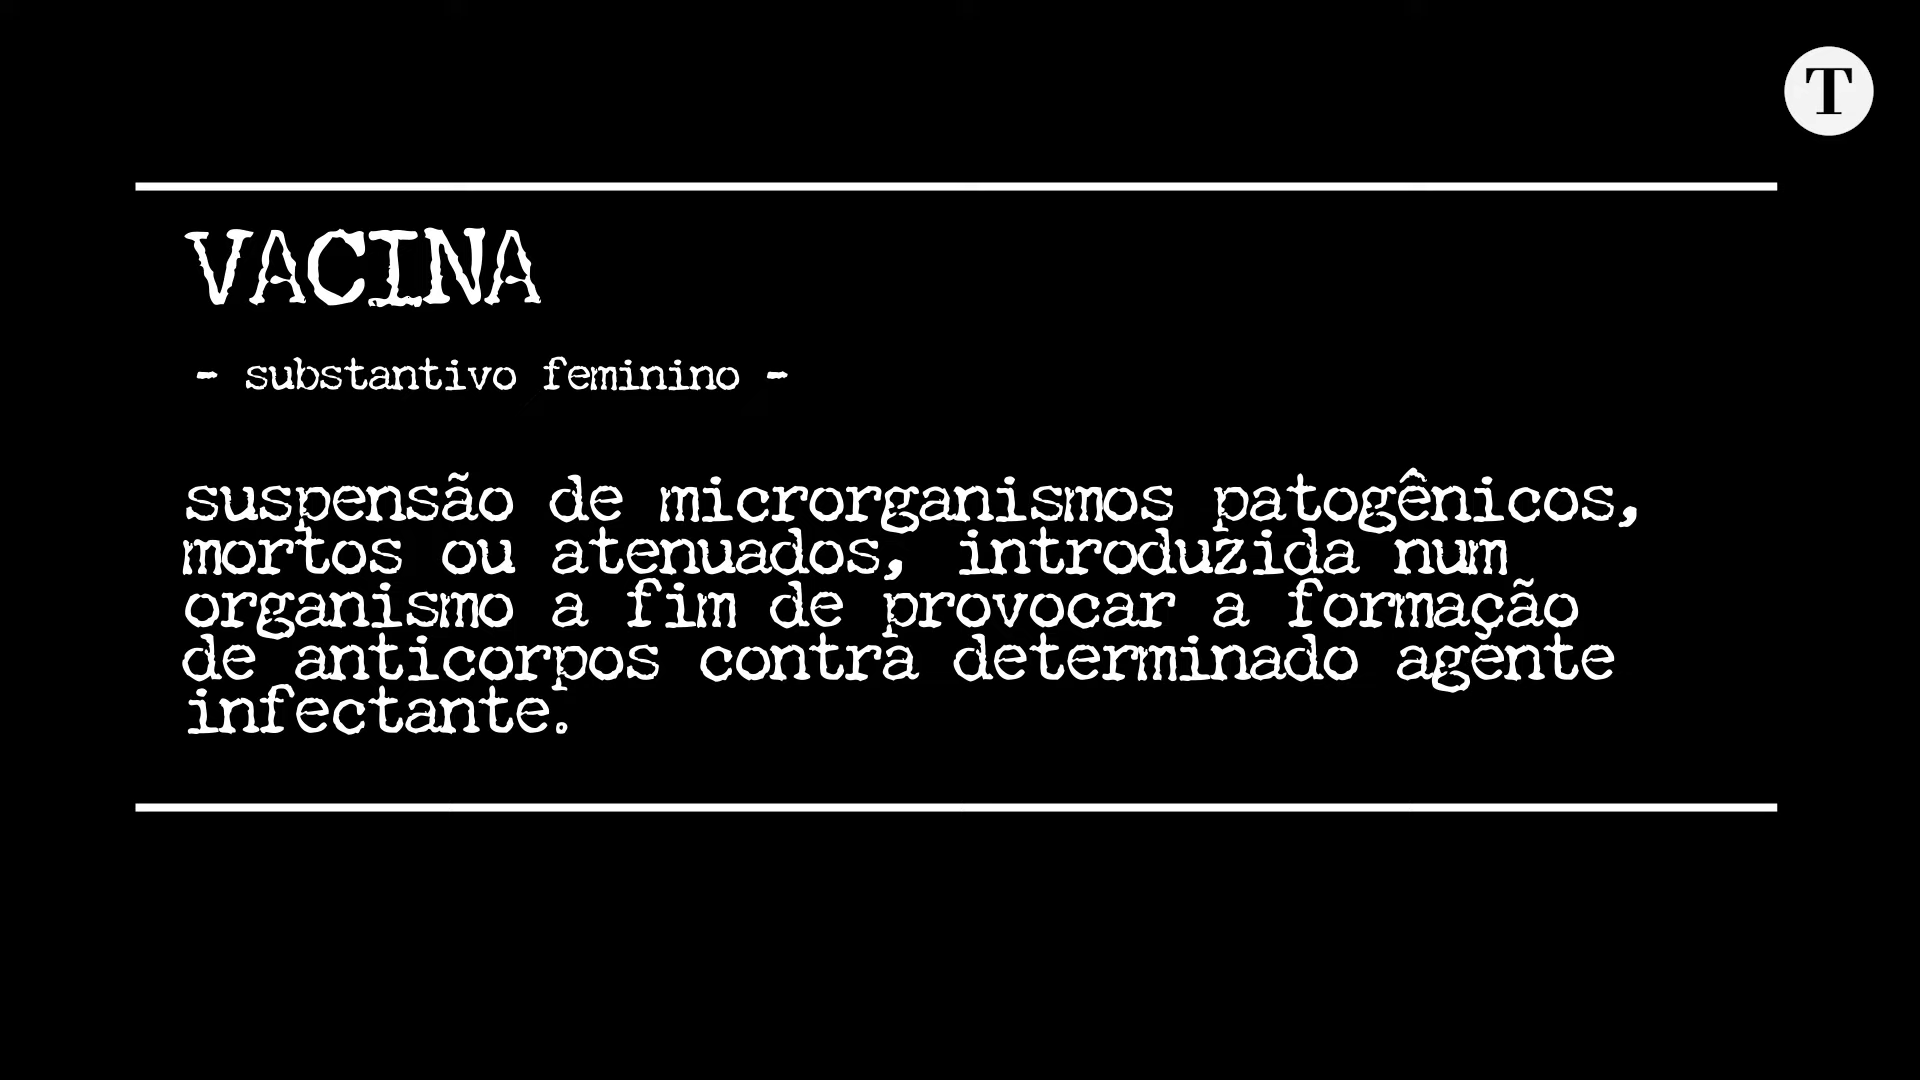 T
VACINA
- substantivo feminino -
suspensão de microrganismos patogênicos,
mortos ou atenuados, introduzida num
organismo a fim de provocar a formação
de anticorpos contra determinado agente
infectante.